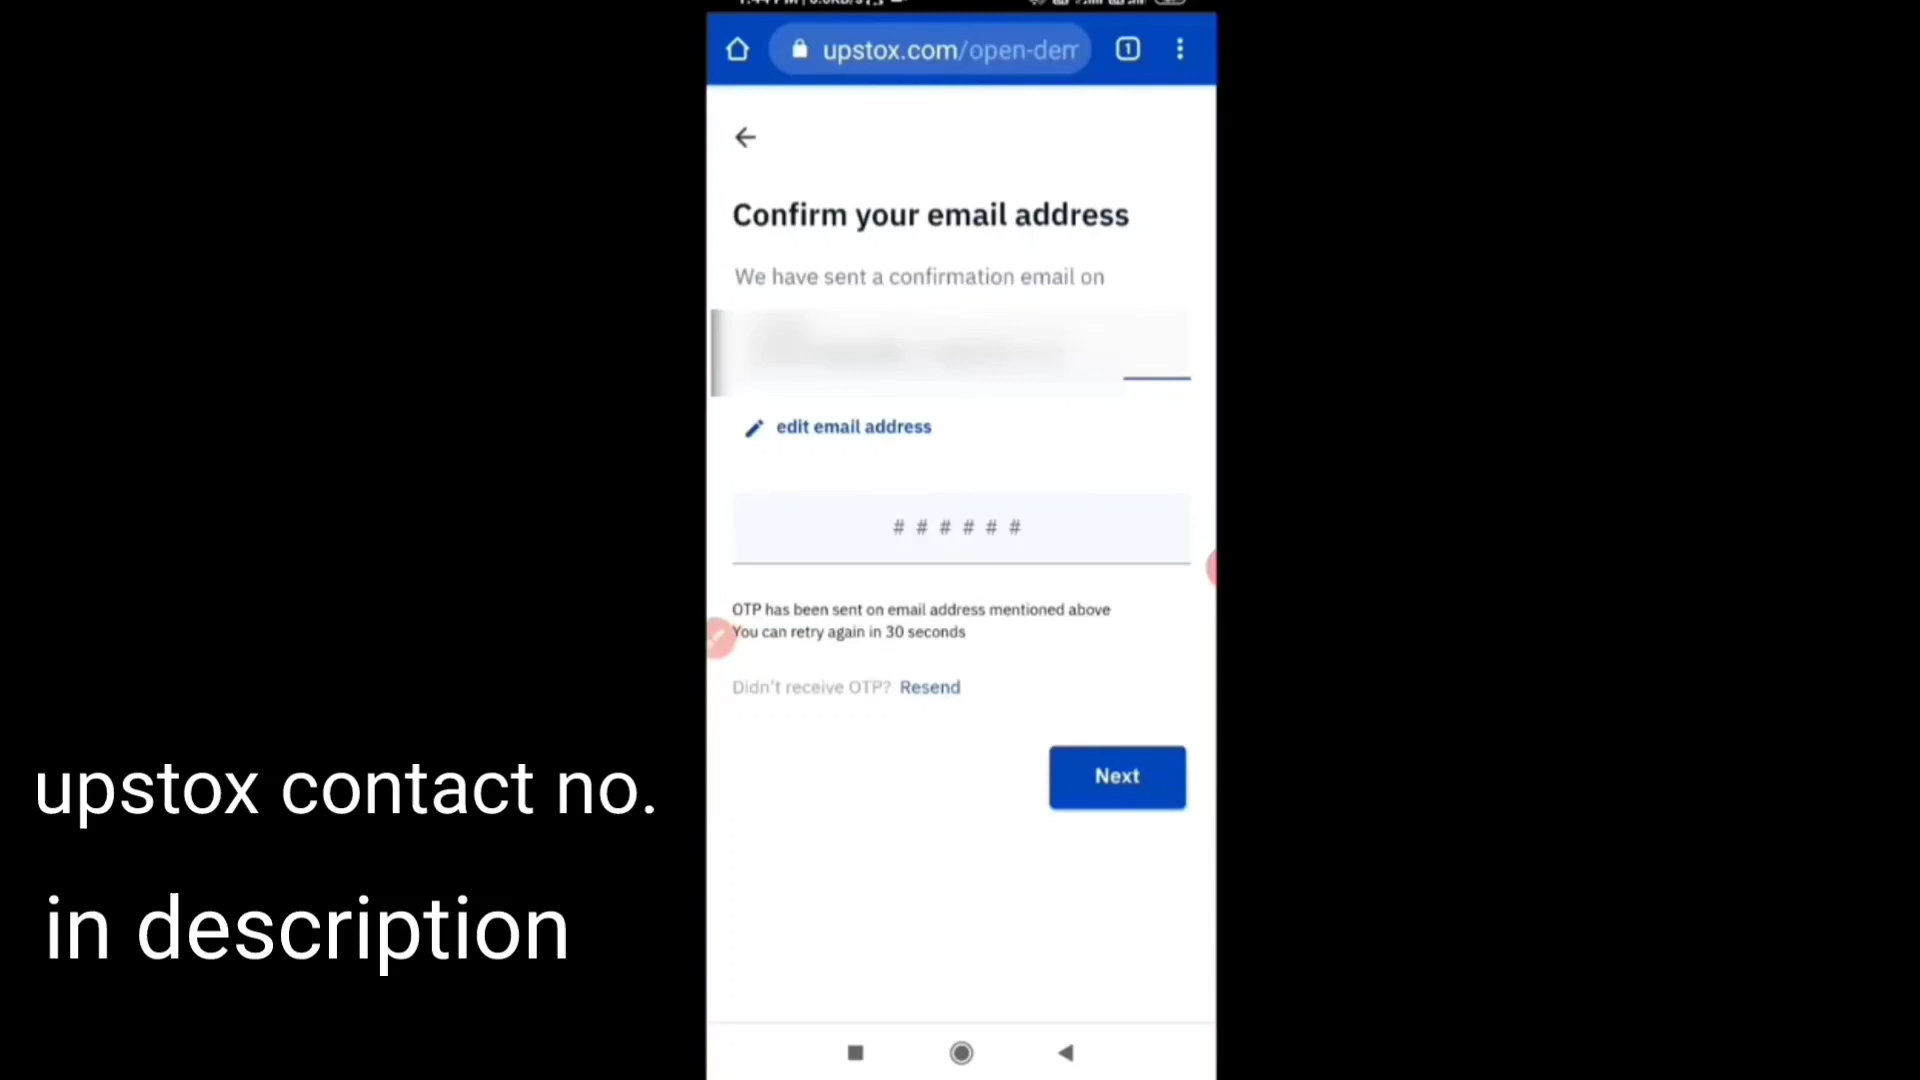 upstox.com/open-dem
1
Confirm your email address
We have sent a confirmation email on
edit email address
# # # # # #
OTP has been sent on email address mentioned above
You can retry again in 30 seconds
Didn't receive OTP? Resend
Next
upstox contact no.
in description